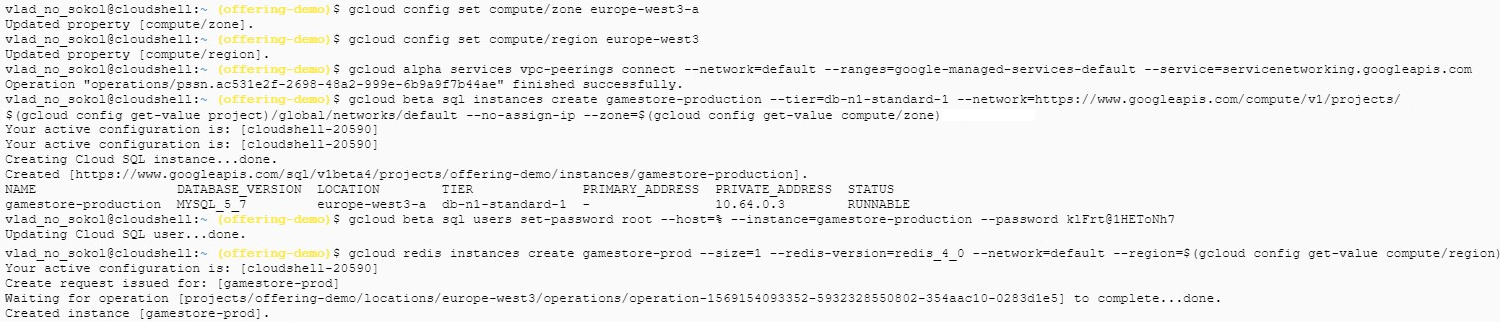 vlad_no_sokol@cloudshell:~ (offering-demo)$ gcloud config set compute/zone europe-west3-a
Updated property [compute/zone].
vlad_no_sokol@cloudshell:~ (offering-demo)$ gcloud config set compute/region europe-west3
Updated property [compute/region].
vlad_no_sokol@cloudshell:~ (offering-demo)$ gcloud alpha services vpc-peerings connect --network=default --ranges=google-managed-services-default --service=servicenetworking.googleapis.com
Operation "operations/pssn.ac531e2f-2698-48a2-999e-6b9a9f7b44ae" finished successfully.
vlad_no_sokol@cloudshell:~ (offering-demo)$ gcloud beta sql instances create gamestore-production --tier=db-n1-standard-1 --network=https://www.googleapis.com/compute/v1/projects/
$(gcloud config get-value project)/global/networks/default --no-assign-ip --zone=$(gcloud config get-value compute/zone)
Your active configuration is: [cloudshell-20590]
Your active configuration is: [cloudshell-20590]
Creating Cloud SQL instance...done.
Created [https://www.googleapis.com/sql/v1beta4/projects/offering-demo/instances/gamestore-production].
NAME DATABASE_VERSION LOCATION TIER PRIMARY_ADDRESS PRIVATE_ADDRESS STATUS
gamestore-production MYSQL_5_7 europe-west3-a db-n1-standard-1 - 10.64.0.3 RUNNABLE
vlad_no_sokol@cloudshell:~ (offering-demo)$ gcloud beta sql users set-password root --host=% --instance=gamestore-production --password klFrt@1HEToNh7
Updating Cloud SQL user...done.
vlad_no_sokol@cloudshell:~ (offering-demo)$ gcloud redis instances create gamestore-prod --size=1 --redis-version=redis_4_0 --network=default --region=$(gcloud config get-value compute/region)
Your active configuration is: [cloudshell-20590]
Create request issued for: [gamestore-prod]
Waiting for operation [projects/offering-demo/locations/europe-west3/operations/operation-1569154093352-5932328550802-354aac10-0283d1e5] to complete...done.
Created instance [gamestore-prod].